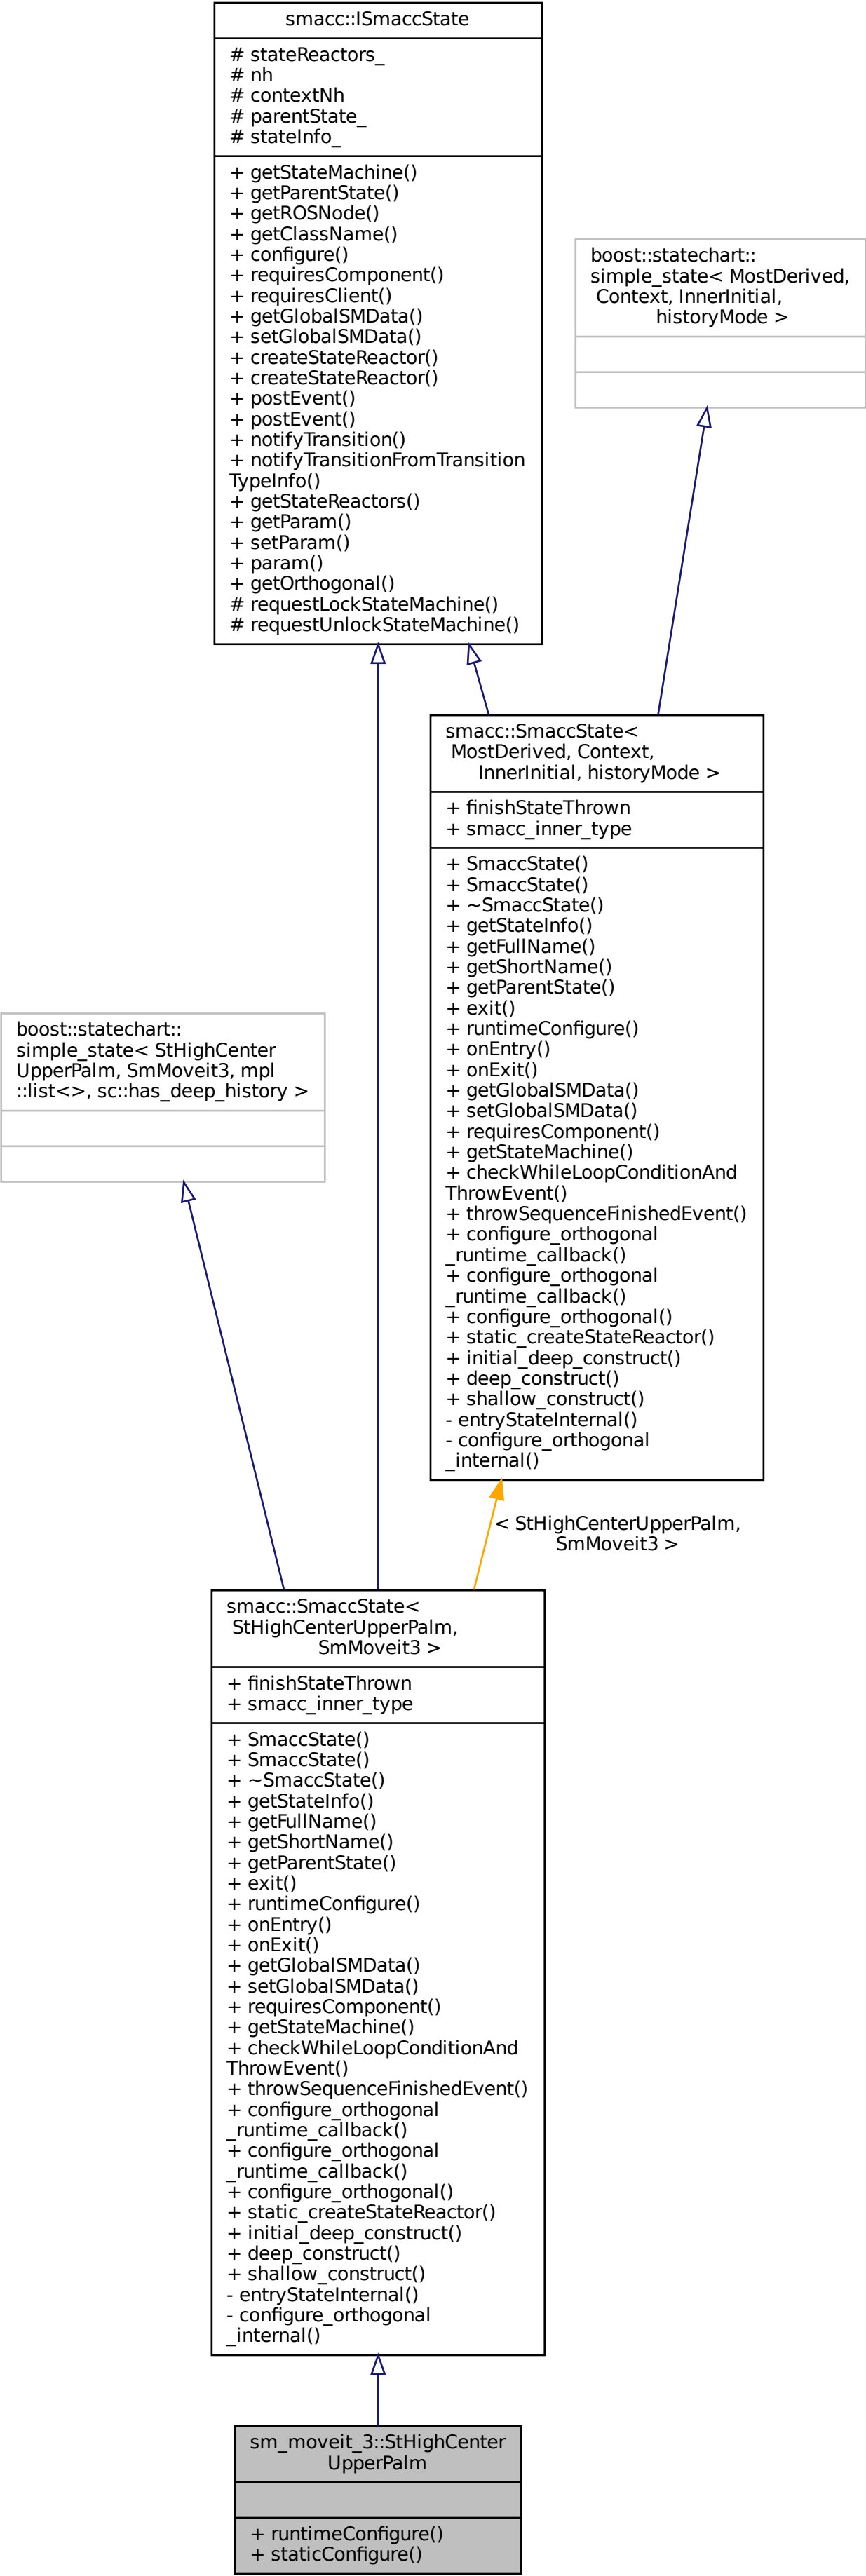 smacc::ISmaccState
# stateReactors_
# nh
# contextNh
# parentState_
# stateInfo_
+ getStateMachine()
+ getParentState()
+ getROSNode()
+ getClassName()
+ configure()
+ requiresComponent()
+ requiresClient()
+ getGlobalSMData()
+ setGlobalSMData()
+ createStateReactor()
+ createStateReactor()
+ postEvent()
+ postEvent()
+ notifyTransition()
+ notifyTransitionFromTransition
TypeInfo()
+ getStateReactors()
+ getParam()
+ setParam()
+ param()
+ getOrthogonal()
# requestLockStateMachine()
# requestUnlockStateMachine()
boost::statechart::
simple_state< MostDerived,
Context, InnerInitial,
historyMode >
smacc::SmaccState<
MostDerived, Context,
InnerInitial, historyMode >
+ finishStateThrown
+ smacc_inner_type
+ SmaccState()
+ SmaccState()
+ ~SmaccState()
+ getStateInfo()
+ getFullName()
+ getShortName()
+ getParentState()
+ exit()
+ runtimeConfigure()
+ onEntry()
+ onExit()
+ getGlobalSMData()
+ setGlobalSMData()
+ requiresComponent()
+ getStateMachine()
+ checkWhileLoopConditionAnd
ThrowEvent()
+ throwSequenceFinishedEvent()
+ configure_orthogonal
_runtime_callback()
+ configure_orthogonal
_runtime_callback()
+ configure_orthogonal()
+ static_createStateReactor()
+ initial_deep_construct()
+ deep_construct()
+ shallow_construct()
- entryStateInternal()
- configure_orthogonal
_internal()
boost::statechart::
simple_state< StHighCenter
UpperPalm, SmMoveit3, mpl
::list<>, sc::has_deep_history >
< StHighCenterUpperPalm,
SmMoveit3 >
smacc::SmaccState<
StHighCenterUpperPalm,
SmMoveit3 >
+ finishStateThrown
+ smacc_inner_type
+ SmaccState()
+ SmaccState()
+ ~SmaccState()
+ getStateInfo()
+ getFullName()
+ getShortName()
+ getParentState()
+ exit()
+ runtimeConfigure()
+ onEntry()
+ onExit()
+ getGlobalSMData()
+ setGlobalSMData()
+ requiresComponent()
+ getStateMachine()
+ checkWhileLoopConditionAnd
ThrowEvent()
+ throwSequenceFinishedEvent()
+ configure_orthogonal
_runtime_callback()
+ configure_orthogonal
_runtime_callback()
+ configure_orthogonal()
+ static_createStateReactor()
+ initial_deep_construct()
+ deep_construct()
+ shallow_construct()
- entryStateInternal()
- configure_orthogonal
_internal()
sm_moveit_3::StHighCenter
UpperPalm
+ runtimeConfigure()
+ staticConfigure()